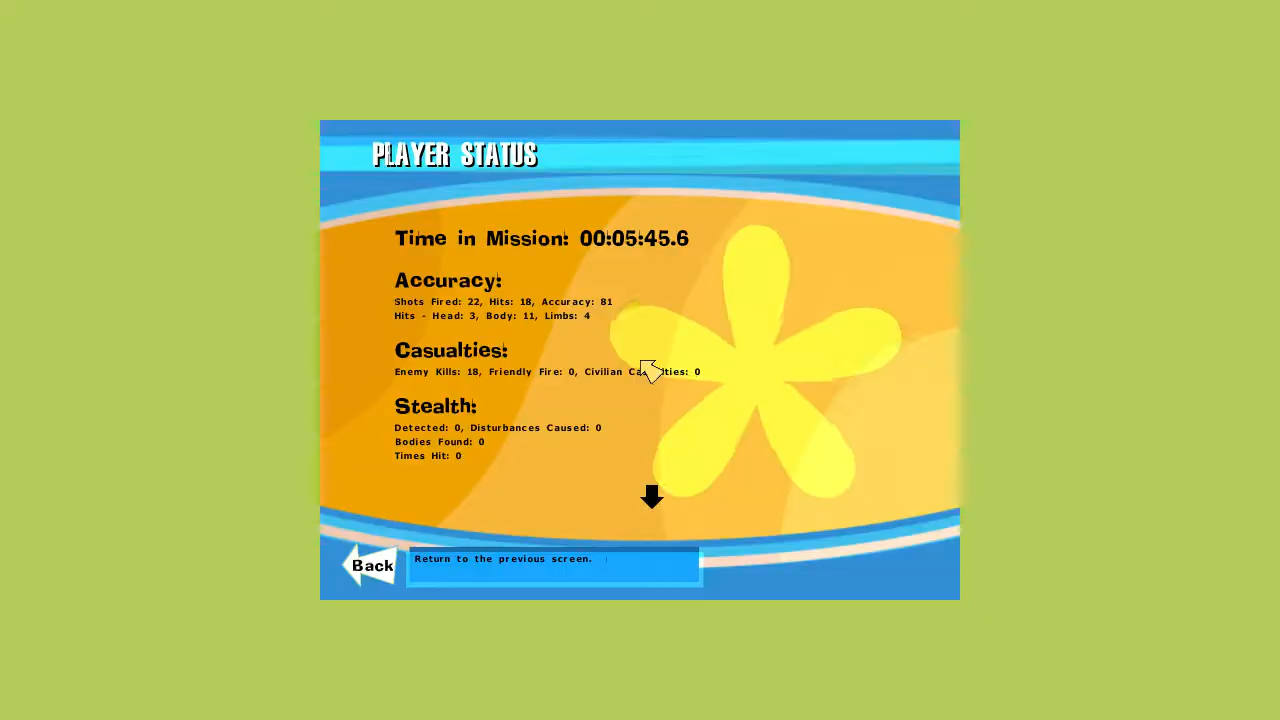 PLAYER STATUS
Time in Mission: 00:05:45.6
Accuracy:
Shots Fired: 22, Hits: 18, Accuracy: 81
Hits - Head: 3, Body: 11, Limbs: 4
Casualties:
Enemy Kills: 18, Friendly Fire: 0, Civilian Casualties: 0
Stealth:
Detected: 0, Disturbances Caused: 0
Bodies Found: 0
Times Hit: 0
Back
Return to the previous screen.